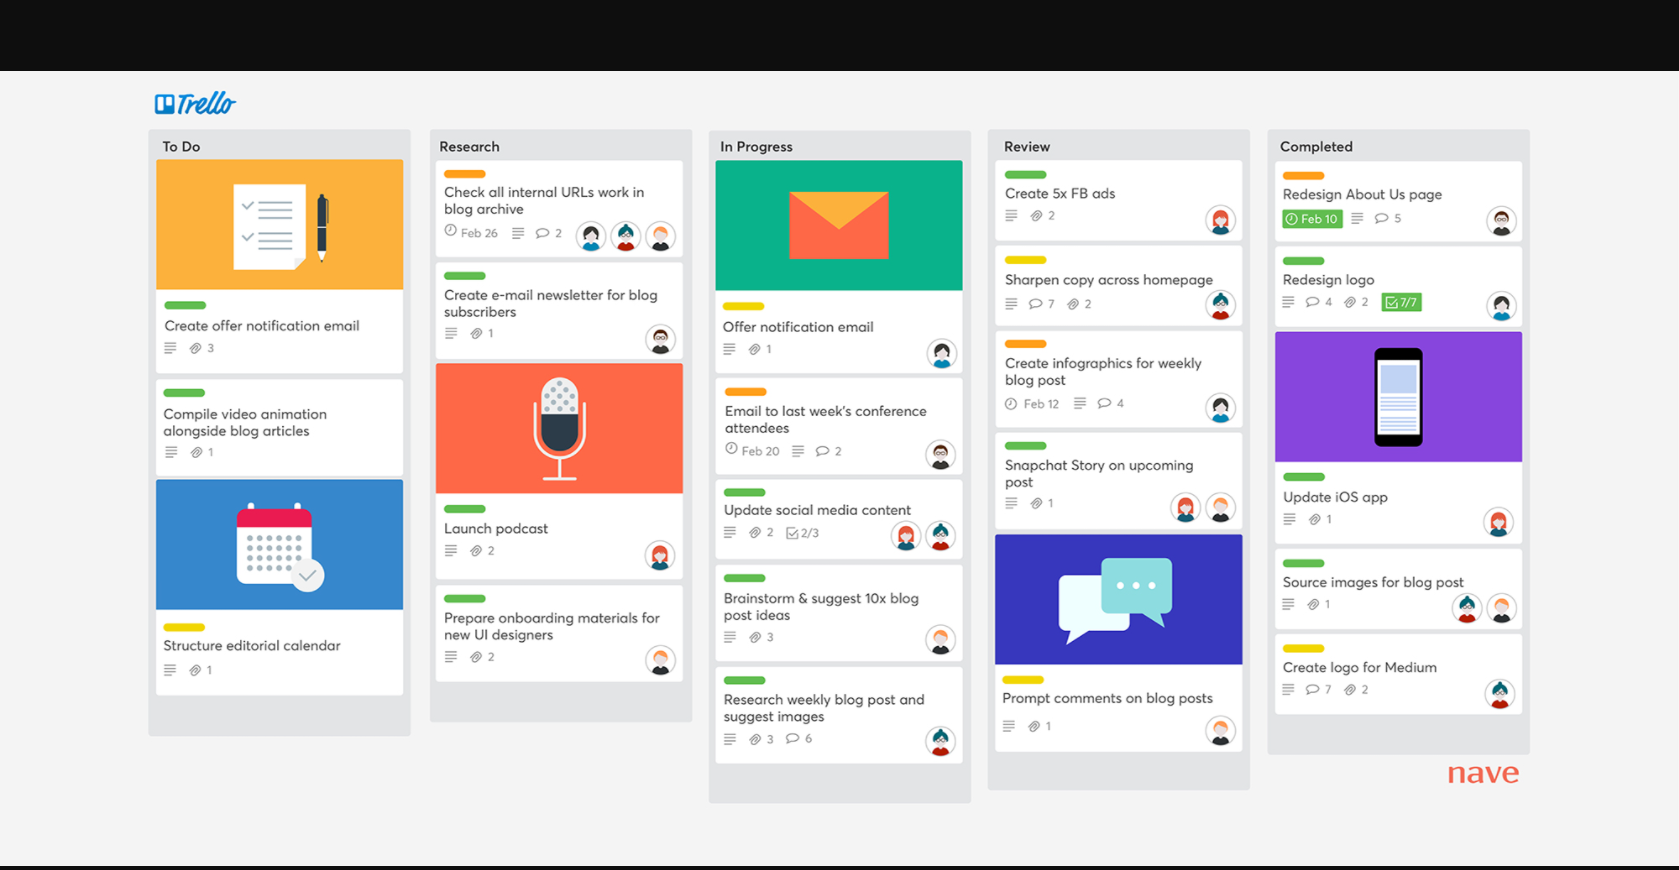 Trello
To Do
Create offer notification email
3
Compile video animation
alongside blog articles
1
Structure editorial calendar
1
Research
Check all internal URLs work in
blog archive
Feb 26 2
Create e-mail newsletter for blog
subscribers
1
Launch podcast
2
Prepare onboarding materials for
new UI designers
2
In Progress
Offer notification email
1
Email to last week's conference
attendees
Feb 20 2
Update social media content
2 2/3
Brainstorm & suggest 10x blog
post ideas
3
Research weekly blog post and
suggest images
3 6
Review
Create 5x FB ads
2
Sharpen copy across homepage
7 2
Create infographics for weekly
blog post
Feb 12 4
Snapchat Story on upcoming
post
1
Prompt comments on blog posts
1
Completed
Redesign About Us page
Feb 10 5
Redesign logo
4 2 7/7
Update iOS app
1
Source images for blog post
1
Create logo for Medium
7 2
nave